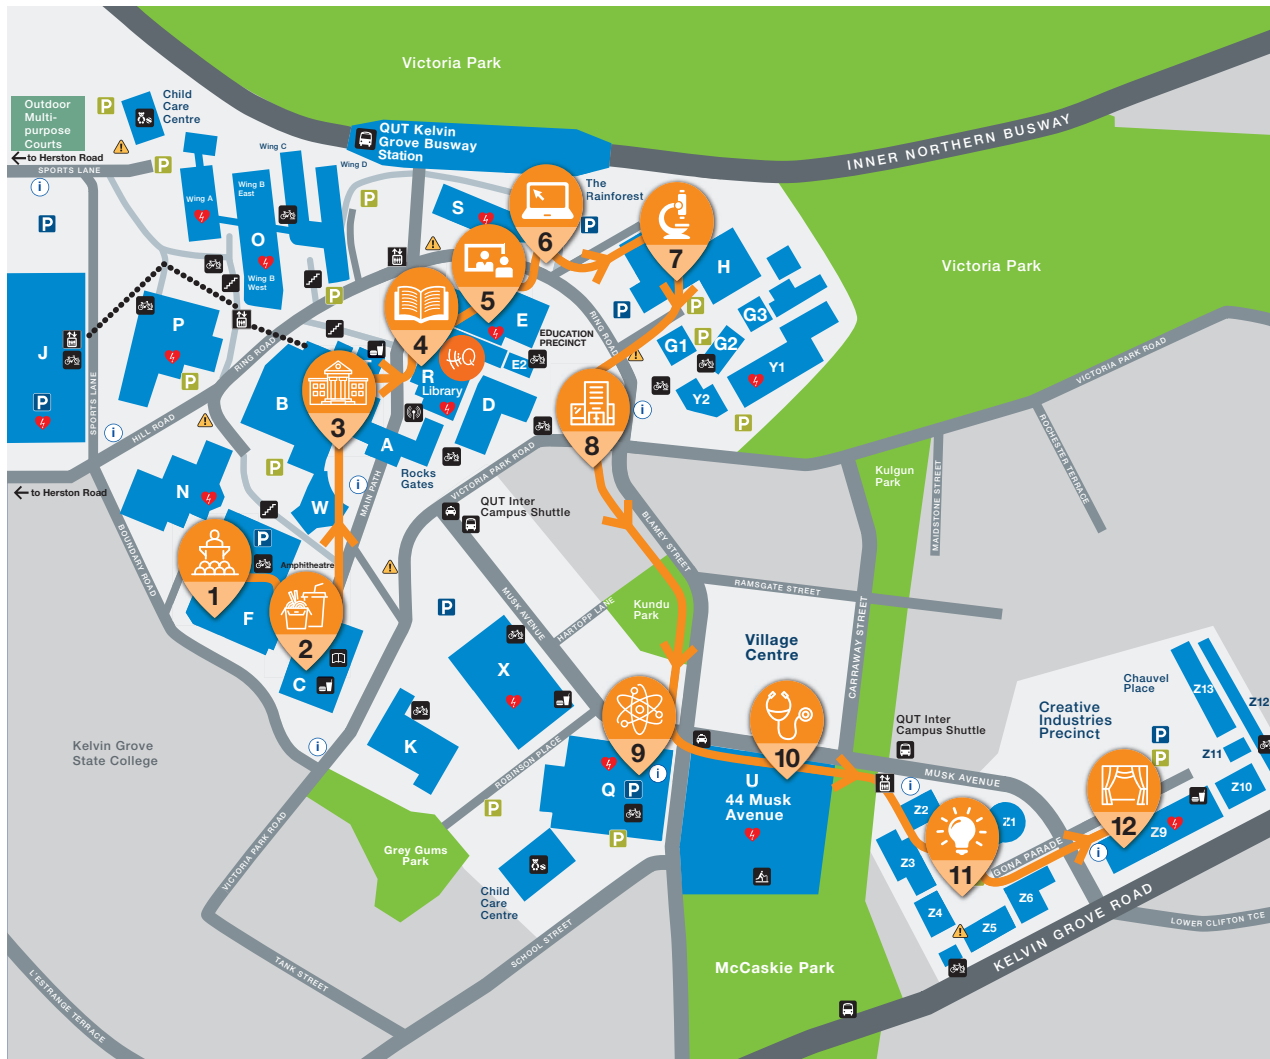 Victoria Park
Outdoor
Multi-
purpose
Courts
P
Child
Care
Centre
QUT Kelvin
Grove Busway
Station
INNER NORTHERN BUSWAY
to Herston Road
SPORTS LANE
P
i
P
Wing C
Wing D
Wing B
East
Wing A
O
Wing B
West
P
S
The
Rainforest
P
6
7
H
Victoria Park
5
4
P
P
P
P
G3
G1
G2
Y1
Y2
P
E
EDUCATION
PRECINCT
E2
RING ROAD
J
P
SPORTS LANE
P
P
RING ROAD
HILL ROAD
i
B
3
R
Library
D
A
Rocks
Gates
8
i
VICTORIA PARK ROAD
ROCHESTER TERRACE
MAIDSTONE STREET
Kulgun
Park
to Herston Road
N
P
W
i
MAIN PATH
VICTORIA PARK ROAD
QUT Inter
Campus Shuttle
BLAMEY STREET
BOUNDARY ROAD
1
P
Amphitheatre
F
2
C
P
MUSK AVENUE
HARTOPP LANE
Kundu
Park
RAMSGATE STREET
Village
Centre
CARRAWAY STREET
X
K
i
Kelvin Grove
State College
ROBINSON PLACE
9
i
Q
P
P
P
10
U
44 Musk
Avenue
QUT Inter
Campus Shuttle
MUSK AVENUE
i
Chauvel
Place
Creative
Industries
Precinct
P
P
Z13
Z12
Z11
Z10
Z9
12
i
Z1
Z2
Z3
11
GONA PARADE
Z4
Z5
Z6
KELVIN GROVE ROAD
LOWER CLIFTON TCE
Grey Gums
Park
VICTORIA PARK ROAD
Child
Care
Centre
SCHOOL STREET
TANK STREET
L'ESTRANGE TERRACE
McCaskie Park